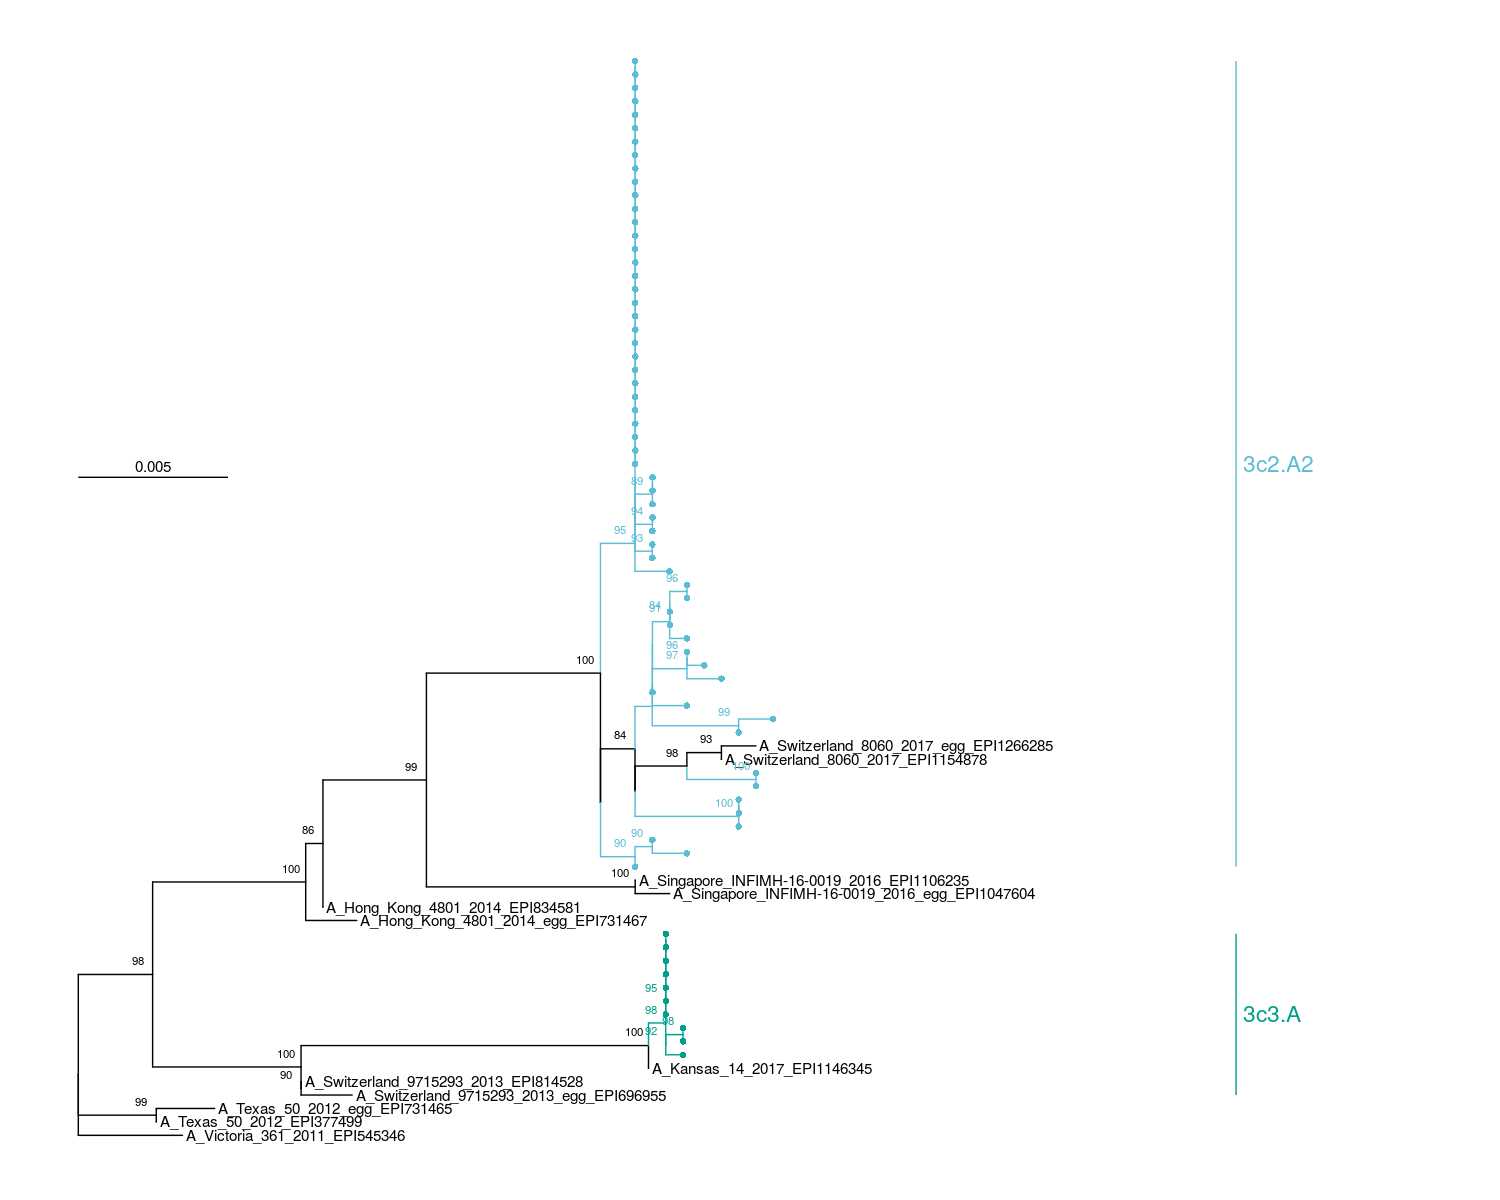 3c2.A2
0.005
89
94
95
93
96
84
91
96
97
100
99
84
93
A_Switzerland_8060_2017_egg_EPI1266285
98
A_Switzerland_8060_2017_EPI1154878
100
99
100
86
90
90
100
100
A_Singapore_INFIMH-16-0019_2016_EPI1106235
A_Singapore_INFIMH-16-0019_2016_egg_EPI1047604
A_Hong_Kong_4801_2014_EPI834581
A_Hong_Kong_4801_2014_egg_EPI731467
98
95
98
98
3c3.A
100
92
100
A_Kansas_14_2017_EPI1146345
90
A_Switzerland_9715293_2013_EPI814528
A_Switzerland_9715293_2013_egg_EPI696955
99
A_Texas_50_2012_egg_EPI731465
A_Texas_50_2012_EPI377499
A_Victoria_361_2011_EPI545346